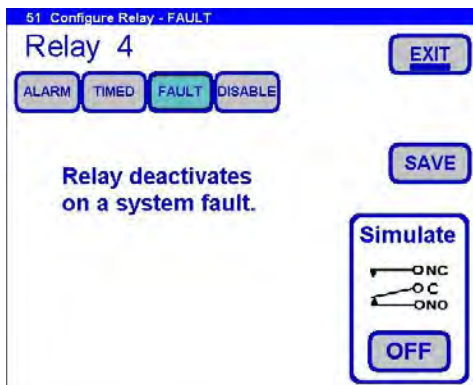 51 Configure Relay - FAULT
Relay 4
EXIT
ALARM TIMED FAULT DISABLE
SAVE
Relay deactivates
on a system fault.
Simulate
NC
C
NO
OFF